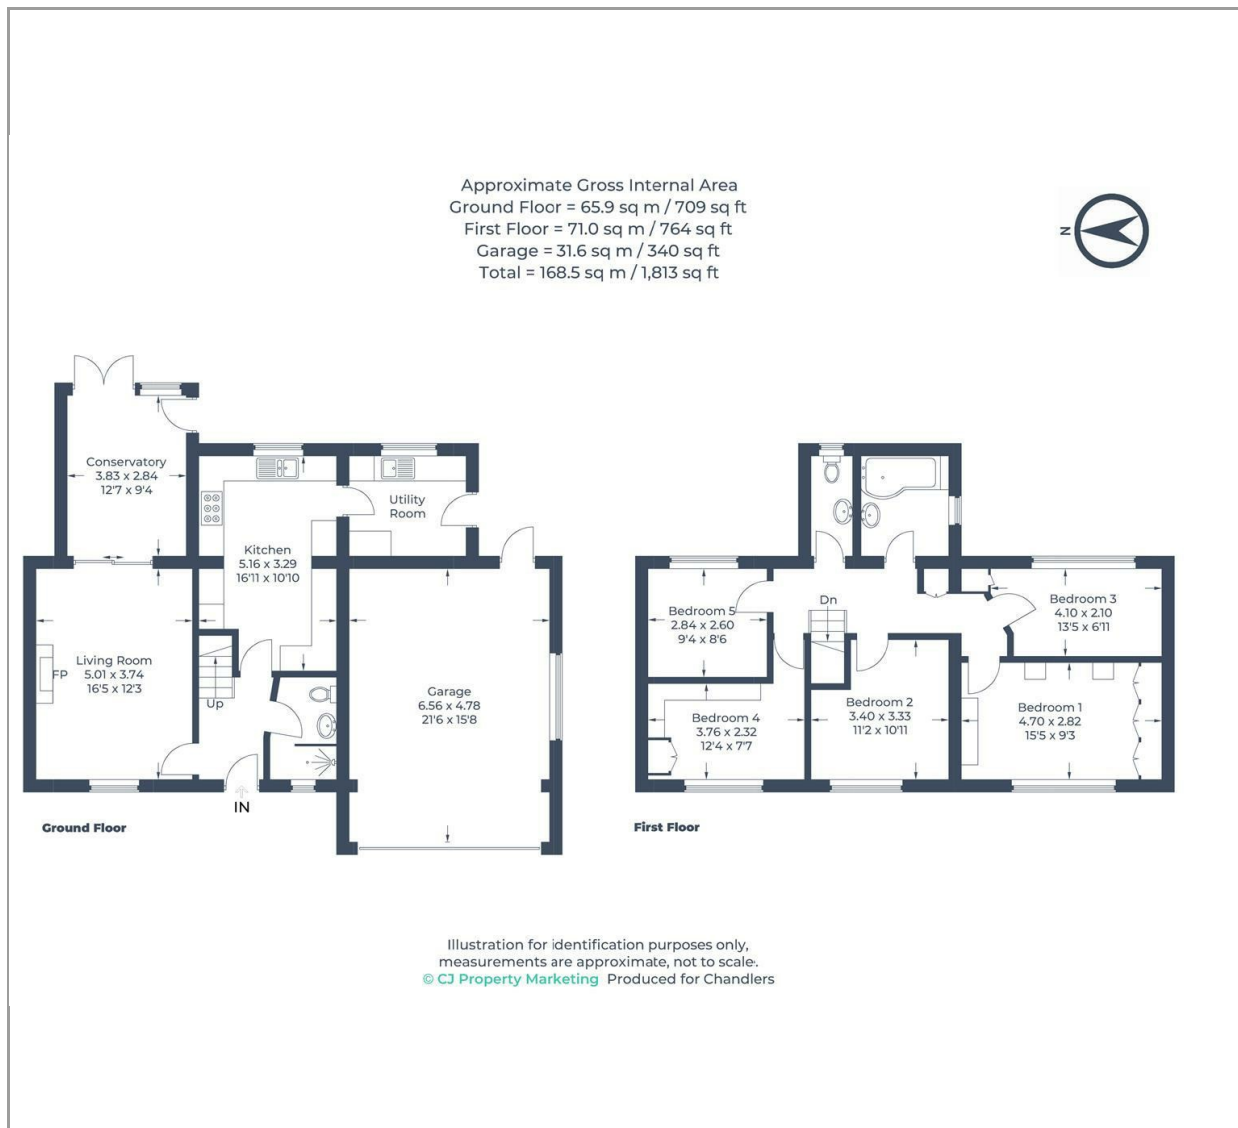 Approximate Gross Internal Area
Ground Floor = 65.9 sq m / 709 sq ft
First Floor = 71.0 sq m / 764 sq ft
Garage = 31.6 sq m / 340 sq ft
Total = 168.5 sq m / 1,813 sq ft
N
Conservatory
3.83 x 2.84
12'7 x 9'4
Utility
Room
Kitchen
5.16 x 3.29
16'11 x 10'10
Living Room
5.01 x 3.74
16'5 x 12'3
FP
Up
Garage
6.56 x 4.78
21'6 x 15'8
IN
Ground Floor
Dn
Bedroom 5
2.84 x 2.60
9'4 x 8'6
Bedroom 3
4.10 x 2.10
13'5 x 6'11
Bedroom 4
3.76 x 2.32
12'4 x 7'7
Bedroom 2
3.40 x 3.33
11'2 x 10'11
Bedroom 1
4.70 x 2.82
15'5 x 9'3
First Floor
Illustration for identification purposes only,
measurements are approximate, not to scale.
© CJ Property Marketing Produced for Chandlers